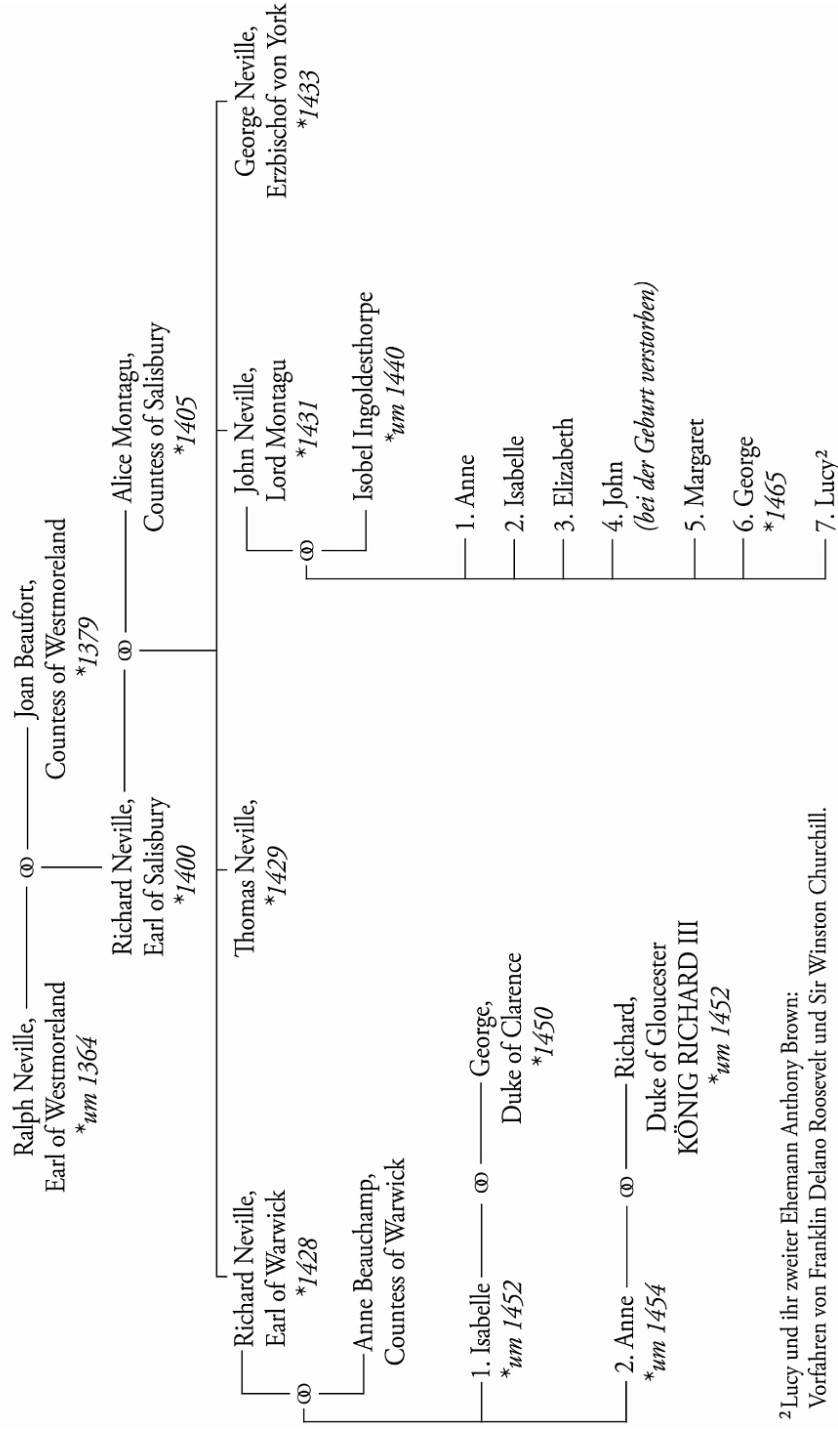 Ralph Neville,
Earl of Westmoreland
*um 1364
Joan Beaufort,
Countess of Westmoreland
*1379
Richard Neville,
Earl of Salisbury
*1400
Alice Montagu,
Countess of Salisbury
*1405
Richard Neville,
Earl of Warwick
*1428
Thomas Neville,
*1429
John Neville,
Lord Montagu
*1431
George Neville,
Erzbischof von York
*1433
Anne Beauchamp,
Countess of Warwick
Isobel Ingoldesthorpe
*um 1440
1. Isabelle
*um 1452
George,
Duke of Clarence
*1450
2. Anne
*um 1454
Richard,
Duke of Gloucester
KÖNIG RICHARD III
*um 1452
1. Anne
2. Isabelle
3. Elizabeth
4. John
(bei der Geburt verstorben)
5. Margaret
6. George
*1465
7. Lucy²
²Lucy und ihr zweiter Ehemann Anthony Brown:
Vorfahren von Franklin Delano Roosevelt und Sir Winston Churchill.